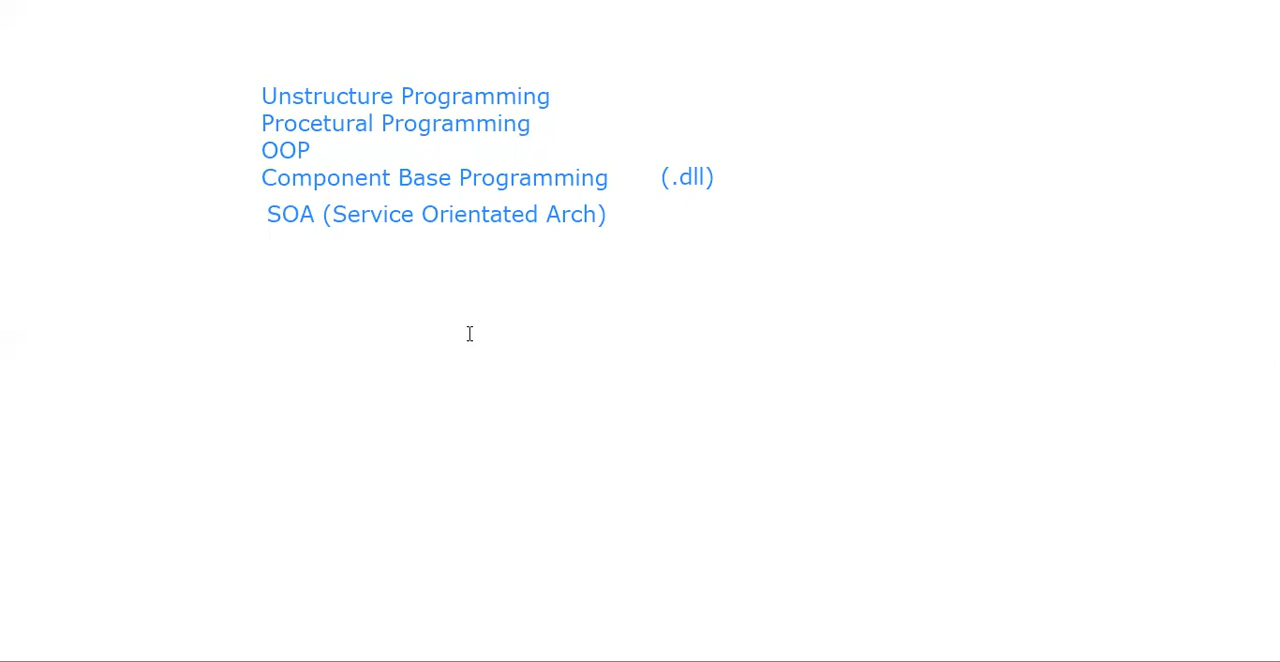 Unstructure Programming
Procetural Programming
OOP
Component Base Programming (.dll)
SOA (Service Orientated Arch)